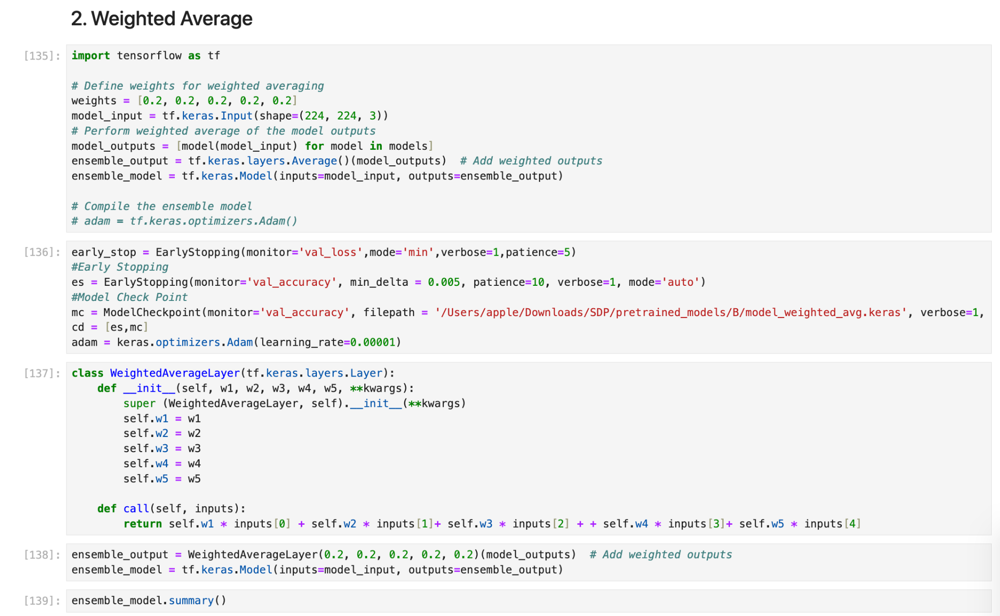 2. Weighted Average
[135]:
import tensorflow as tf
# Define weights for weighted averaging
weights = [0.2, 0.2, 0.2, 0.2, 0.2]
model_input = tf.keras.Input(shape=(224, 224, 3))
# Perform weighted average of the model outputs
model_outputs = [model(model_input) for model in models]
ensemble_output = tf.keras.layers.Average()(model_outputs)  # Add weighted outputs
ensemble_model = tf.keras.Model(inputs=model_input, outputs=ensemble_output)
# Compile the ensemble model
# adam = tf.keras.optimizers.Adam()
[136]:
early_stop = EarlyStopping(monitor='val_loss',mode='min',verbose=1,patience=5)
#Early Stopping
es = EarlyStopping(monitor='val_accuracy', min_delta = 0.005, patience=10, verbose=1, mode='auto')
#Model Check Point
mc = ModelCheckpoint(monitor='val_accuracy', filepath = '/Users/apple/Downloads/SDP/pretrained_models/B/model_weighted_avg.keras', verbose=1,
cd = [es,mc]
adam = keras.optimizers.Adam(learning_rate=0.00001)
[137]:
class WeightedAverageLayer(tf.keras.layers.Layer):
    def __init__(self, w1, w2, w3, w4, w5, **kwargs):
        super (WeightedAverageLayer, self).__init__(**kwargs)
        self.w1 = w1
        self.w2 = w2
        self.w3 = w3
        self.w4 = w4
        self.w5 = w5
    def call(self, inputs):
        return self.w1 * inputs[0] + self.w2 * inputs[1]+ self.w3 * inputs[2] + + self.w4 * inputs[3]+ self.w5 * inputs[4]
[138]:
ensemble_output = WeightedAverageLayer(0.2, 0.2, 0.2, 0.2, 0.2)(model_outputs)  # Add weighted outputs
ensemble_model = tf.keras.Model(inputs=model_input, outputs=ensemble_output)
[139]:
ensemble_model.summary()